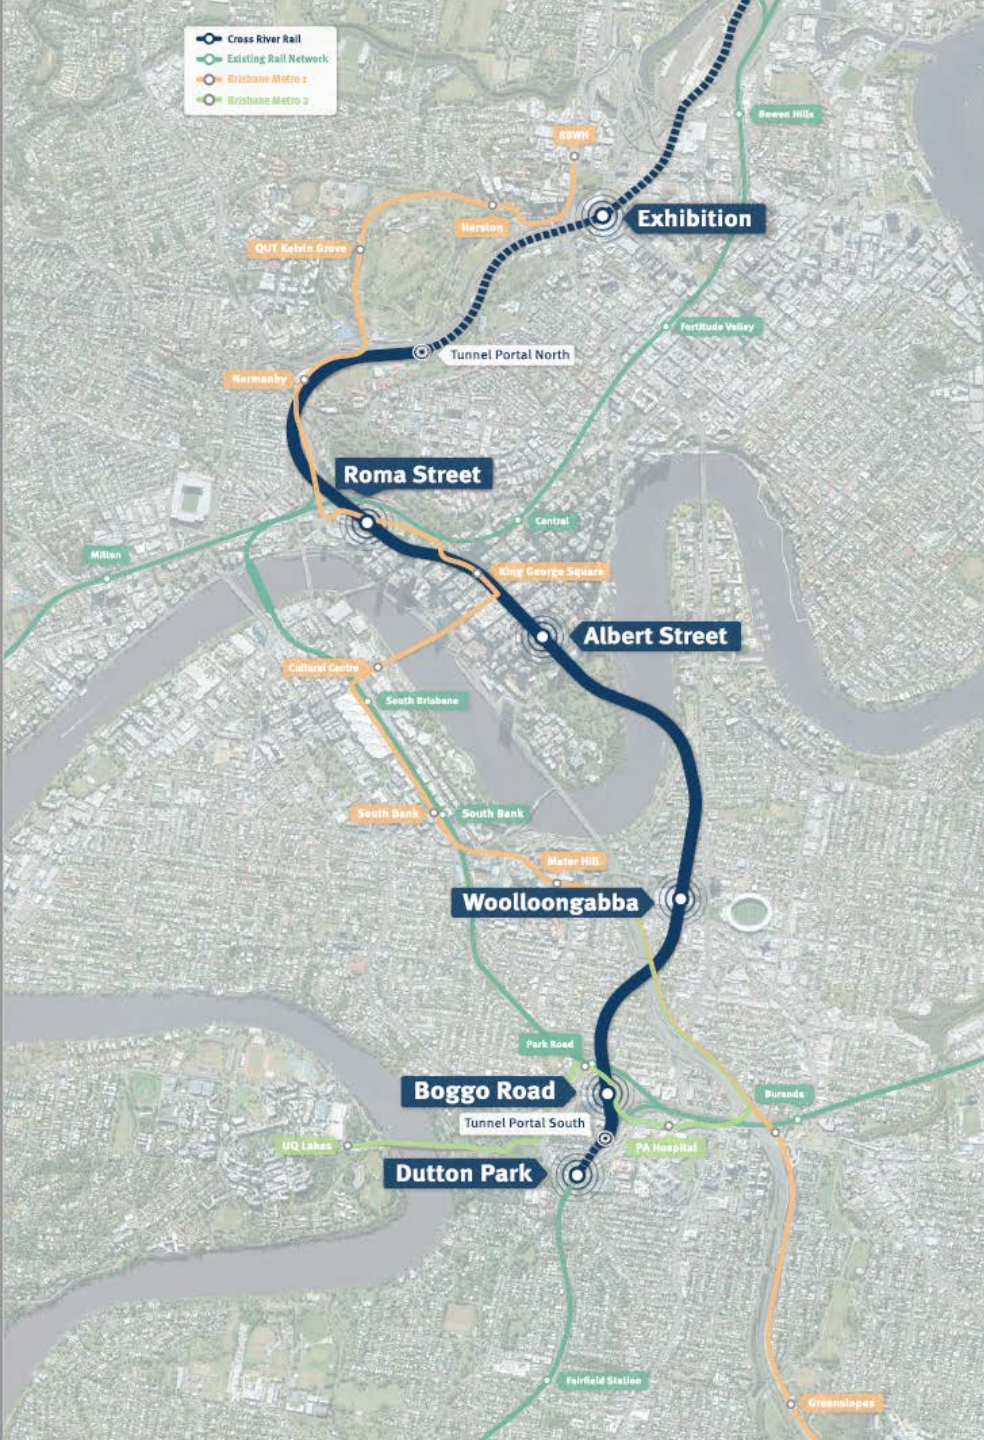 Cross River Rail
Existing Rail Network
Brisbane Metro 1
Brisbane Metro 2
Bowen Hills
RBWH
Exhibition
Herston
QUT Kelvin Grove
Fortitude Valley
Tunnel Portal North
Normanby
Roma Street
Central
Milton
King George Square
Albert Street
Cultural Centre
South Brisbane
South Bank
South Bank
Mater Hill
Woolloongabba
Park Road
Boggo Road
Buranda
Tunnel Portal South
UQ Lakes
PA Hospital
Dutton Park
Fairfield Station
Greenslopes